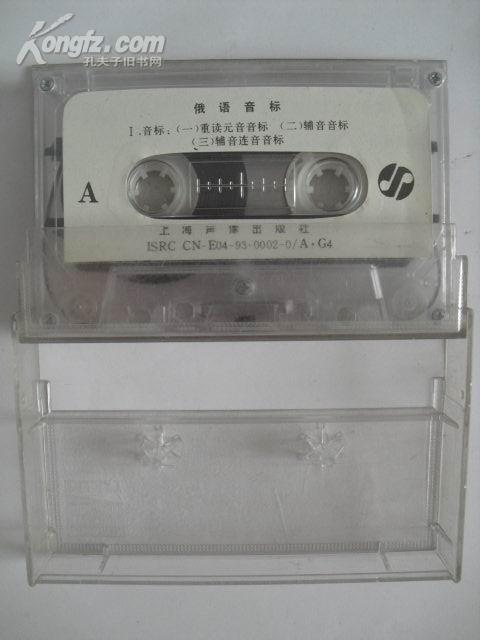 Kongfz.com
孔夫子旧书网
俄语音标
I.音标:(一)重读元音音标 (二)辅音音标
(三)辅音连音音标
A
上海声像出版社
ISRC CN-E04-93-0002-0/A·G4